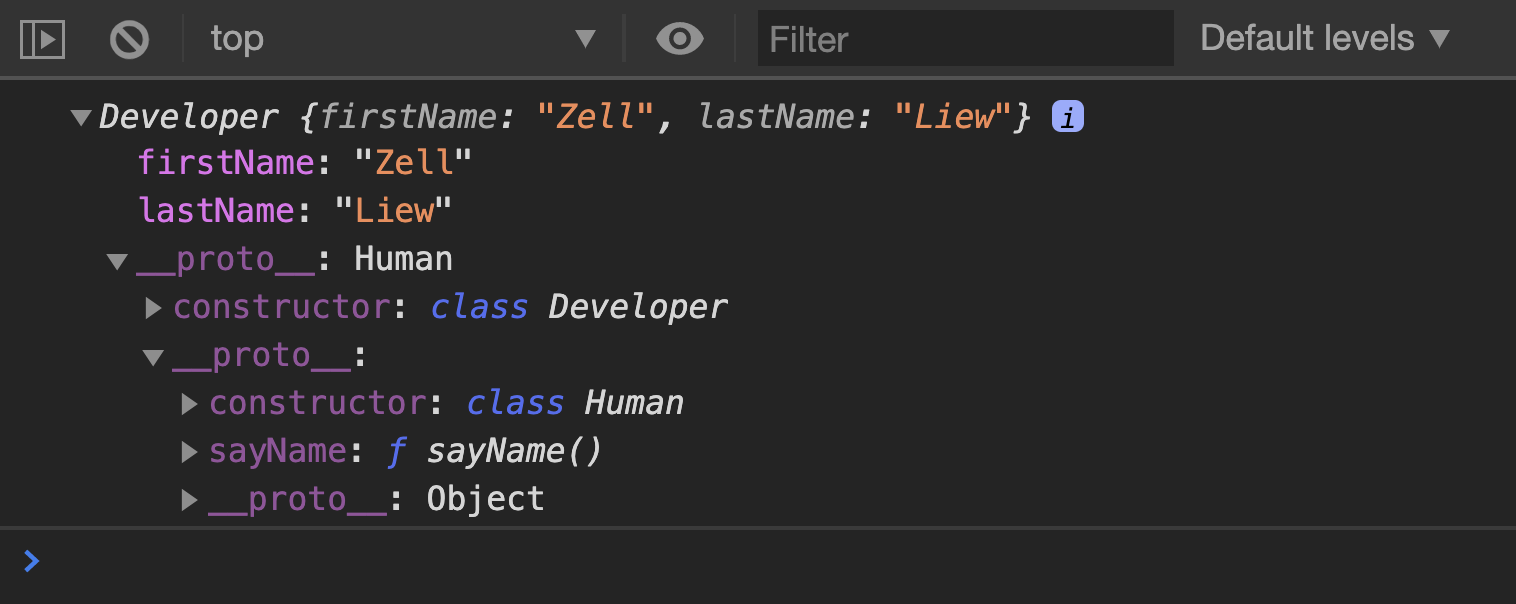 top Filter Default levels
Developer {firstName: "Zell", lastName: "Liew"} i
firstName: "Zell"
lastName: "Liew"
__proto__: Human
constructor: class Developer
__proto__:
constructor: class Human
sayName: ƒ sayName()
__proto__: Object